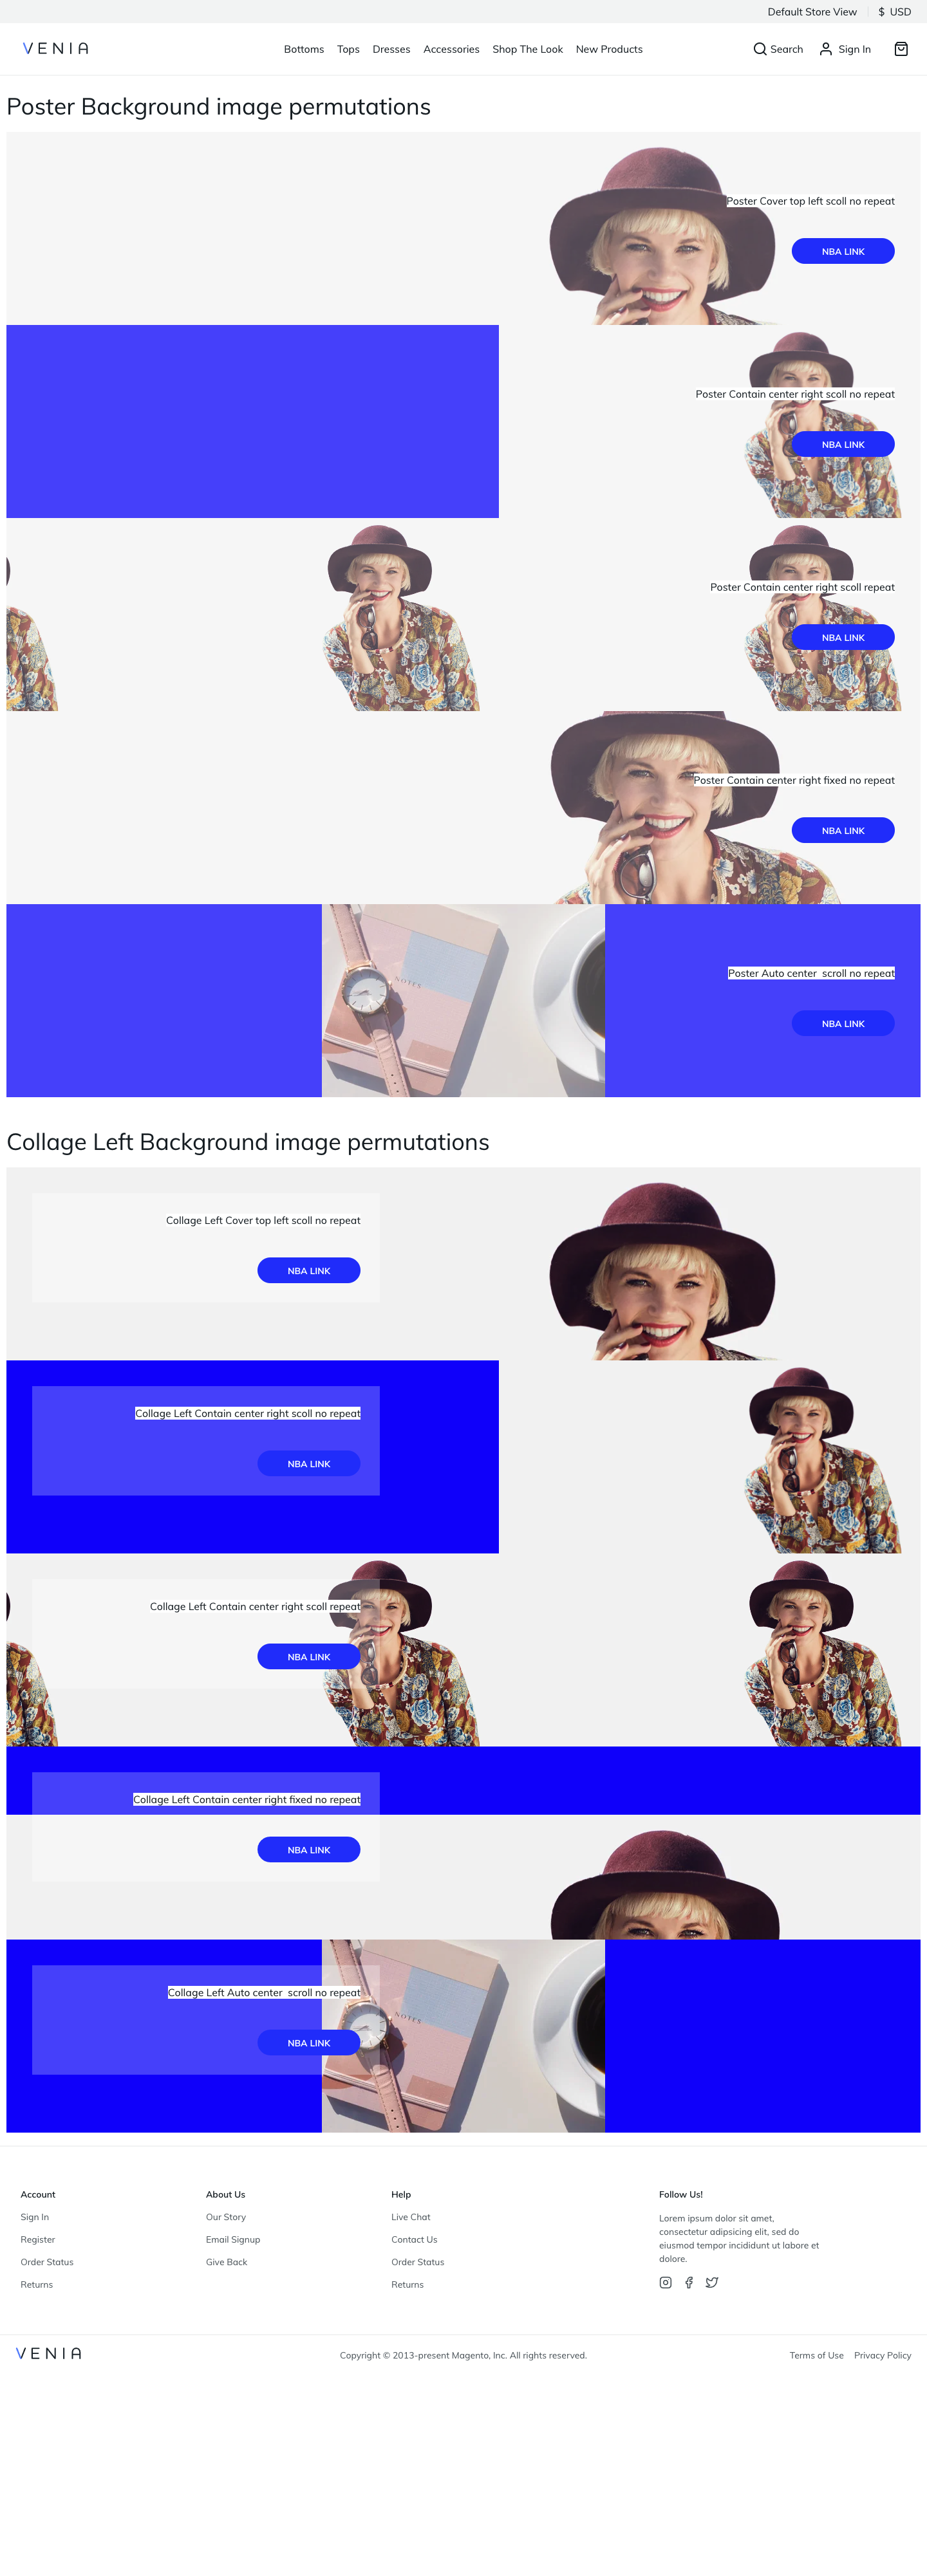 Default Store View $ USD
VENIA Bottoms Tops Dresses Accessories Shop The Look New Products Search Sign In
Poster Background image permutations
Poster Cover top left scoll no repeat
NBA LINK
Poster Contain center right scoll no repeat
NBA LINK
Poster Contain center right scoll repeat
NBA LINK
Poster Contain center right fixed no repeat
NBA LINK
NOTES
Poster Auto center  scroll no repeat
NBA LINK
Collage Left Background image permutations
Collage Left Cover top left scoll no repeat
NBA LINK
Collage Left Contain center right scoll no repeat
NBA LINK
Collage Left Contain center right scoll repeat
NBA LINK
Collage Left Contain center right fixed no repeat
NBA LINK
Collage Left Auto center  scroll no repeat
NOTES
NBA LINK
Account
Sign In
Register
Order Status
Returns
About Us
Our Story
Email Signup
Give Back
Help
Live Chat
Contact Us
Order Status
Returns
Follow Us!
Lorem ipsum dolor sit amet,
consectetur adipsicing elit, sed do
eiusmod tempor incididunt ut labore et
dolore.
VENIA Copyright © 2013-present Magento, Inc. All rights reserved. Terms of Use Privacy Policy